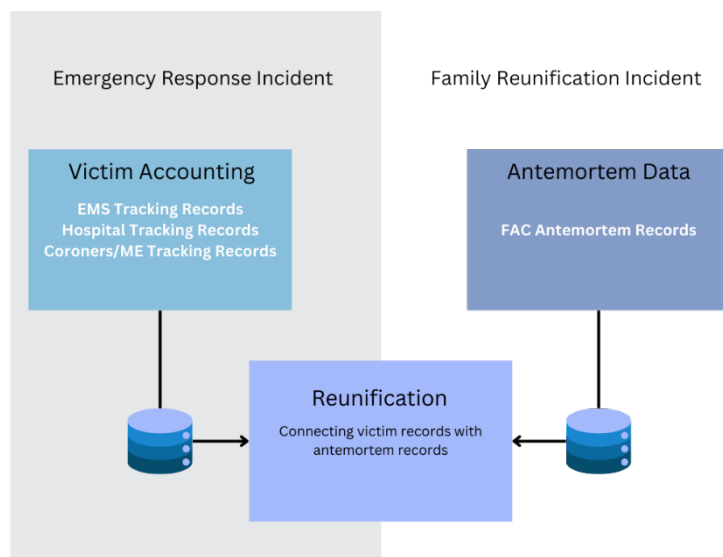 Emergency Response Incident
Family Reunification Incident
Victim Accounting
EMS Tracking Records
Hospital Tracking Records
Coroners/ME Tracking Records
Antemortem Data
FAC Antemortem Records
Reunification
Connecting victim records with
antemortem records